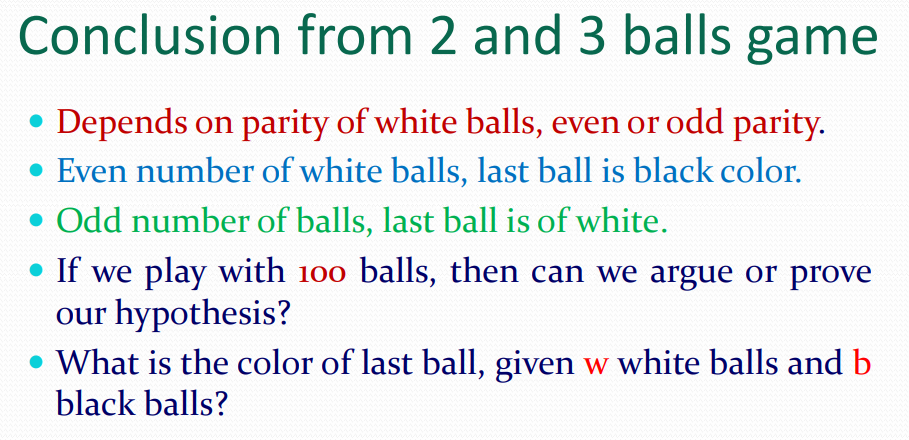 Conclusion from 2 and 3 balls game
Depends on parity of white balls, even or odd parity.
Even number of white balls, last ball is black color.
Odd number of balls, last ball is of white.
If we play with 100 balls, then can we argue or prove
our hypothesis?
What is the color of last ball, given w white balls and b
black balls?